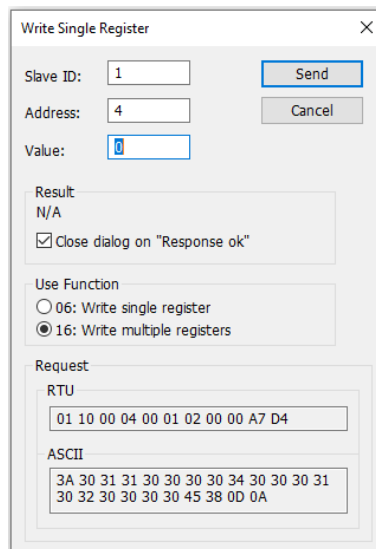 Write Single Register
Slave ID: 1 Send
Address: 4 Cancel
Value: 0
Result
N/A
Close dialog on "Response ok"
Use Function
06: Write single register
16: Write multiple registers
Request
RTU
01 10 00 04 00 01 02 00 00 A7 D4
ASCII
3A 30 31 31 30 30 30 30 34 30 30 30 31
30 32 30 30 30 30 45 38 0D 0A